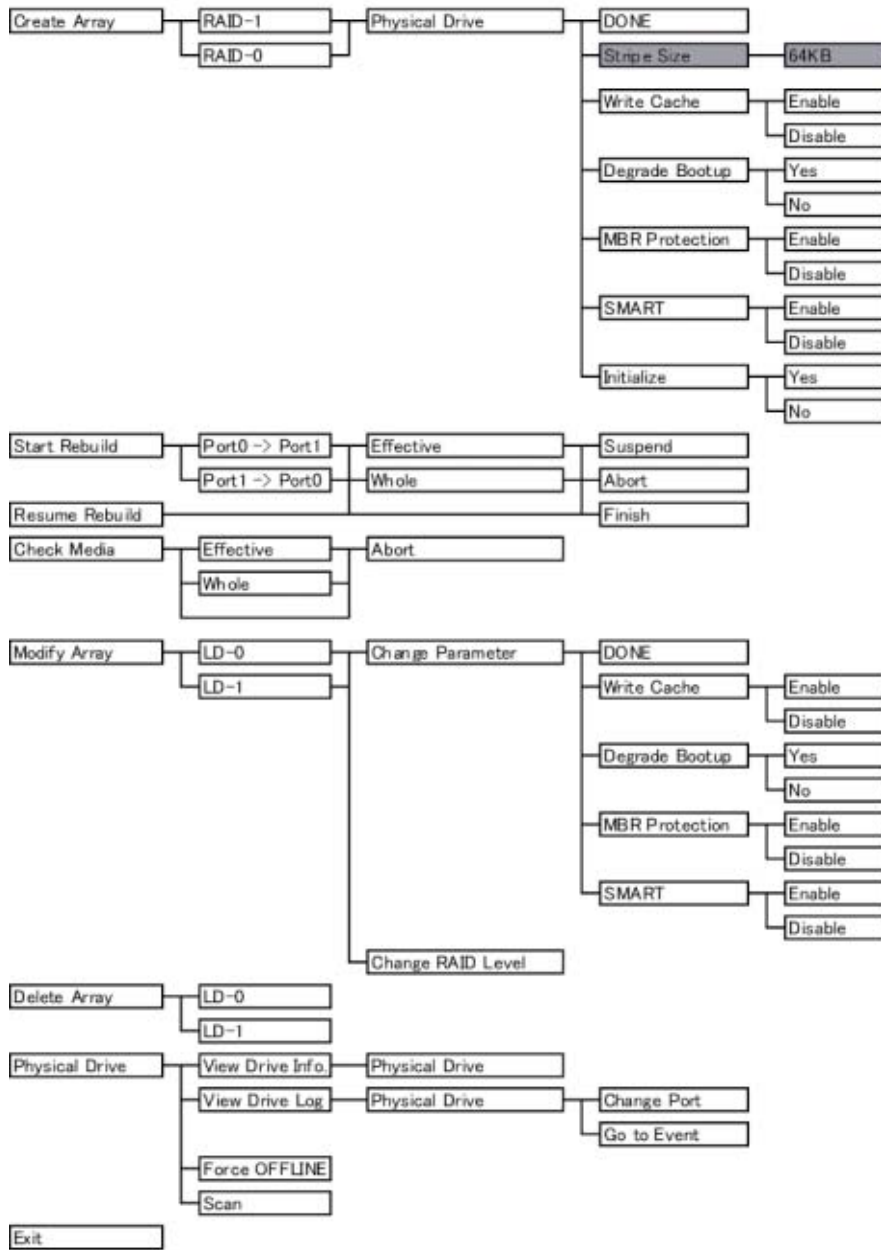 Create Array RAID-1 Physical Drive DONE
RAID-0 Stripe Size 64KB
Write Cache Enable
Disable
Degrade Bootup Yes
No
MBR Protection Enable
Disable
SMART Enable
Disable
Initialize Yes
No
Start Rebuild Port0 -> Port1 Effective Suspend
Port1 -> Port0 Whole Abort
Resume Rebuild Finish
Check Media Effective Abort
Whole
Modify Array LD-0 Change Parameter DONE
LD-1 Write Cache Enable
Disable
Degrade Bootup Yes
No
MBR Protection Enable
Disable
SMART Enable
Disable
Change RAID Level
Delete Array LD-0
LD-1
Physical Drive View Drive Info. Physical Drive
View Drive Log Physical Drive Change Port
Go to Event
Force OFFLINE
Scan
Exit